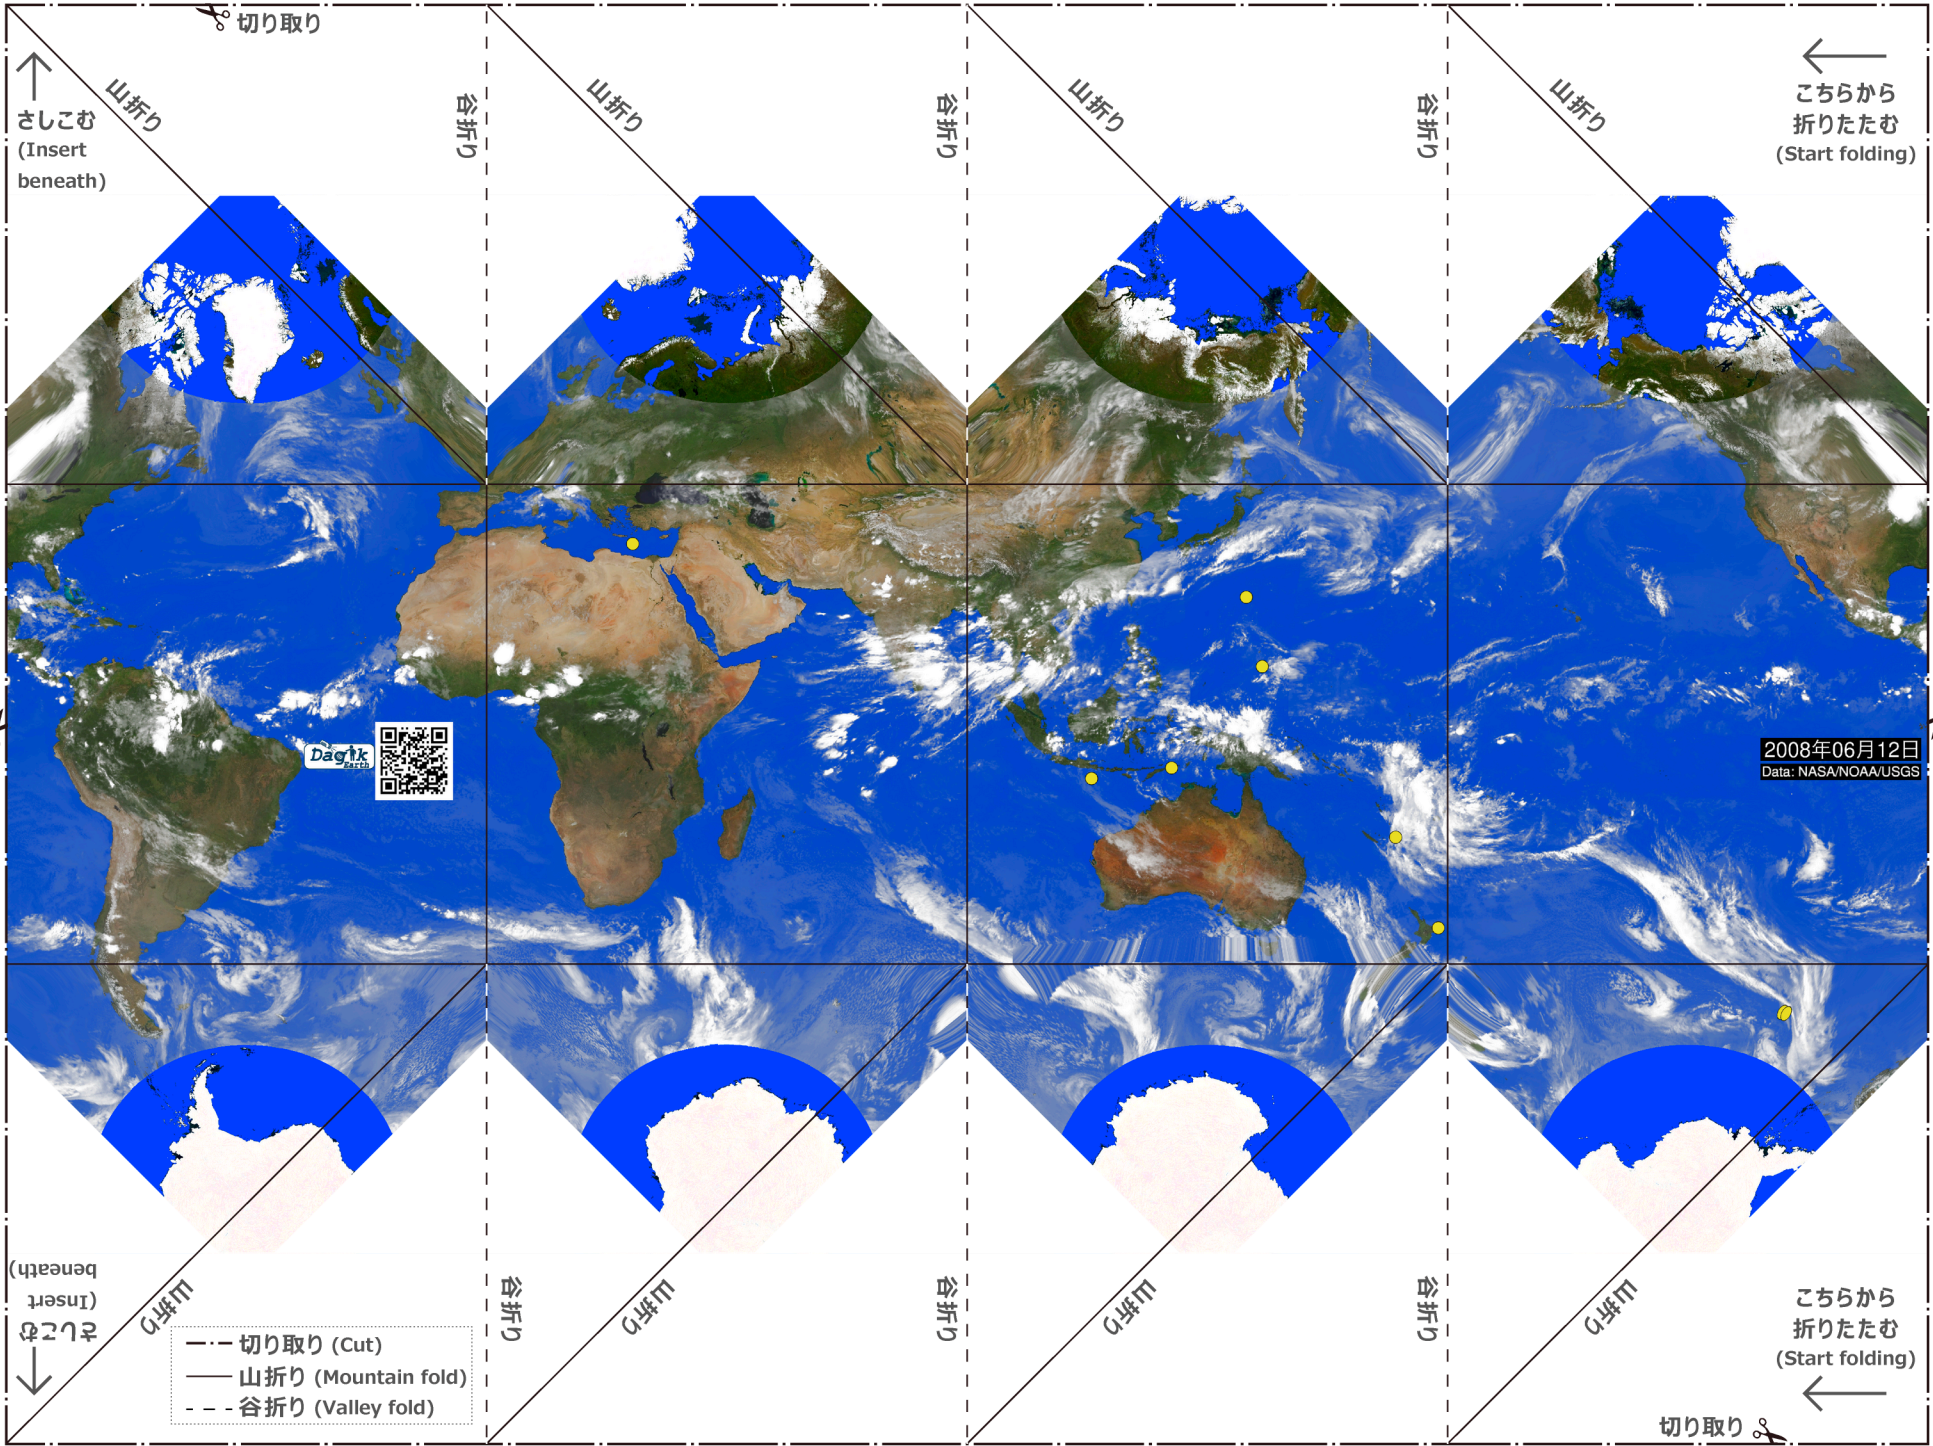 切り取り
山折り
谷折り
山折り
谷折り
山折り
谷折り
山折り
さしこむ
(Insert
beneath)
こちらから
折りたたむ
(Start folding)
Dagik
Earth
2008年06月12日
Data: NASA/NOAA/USGS
さしこむ
(Insert
beneath)
山折り
谷折り
山折り
谷折り
山折り
谷折り
山折り
こちらから
折りたたむ
(Start folding)
切り取り (Cut)
山折り (Mountain fold)
谷折り (Valley fold)
切り取り